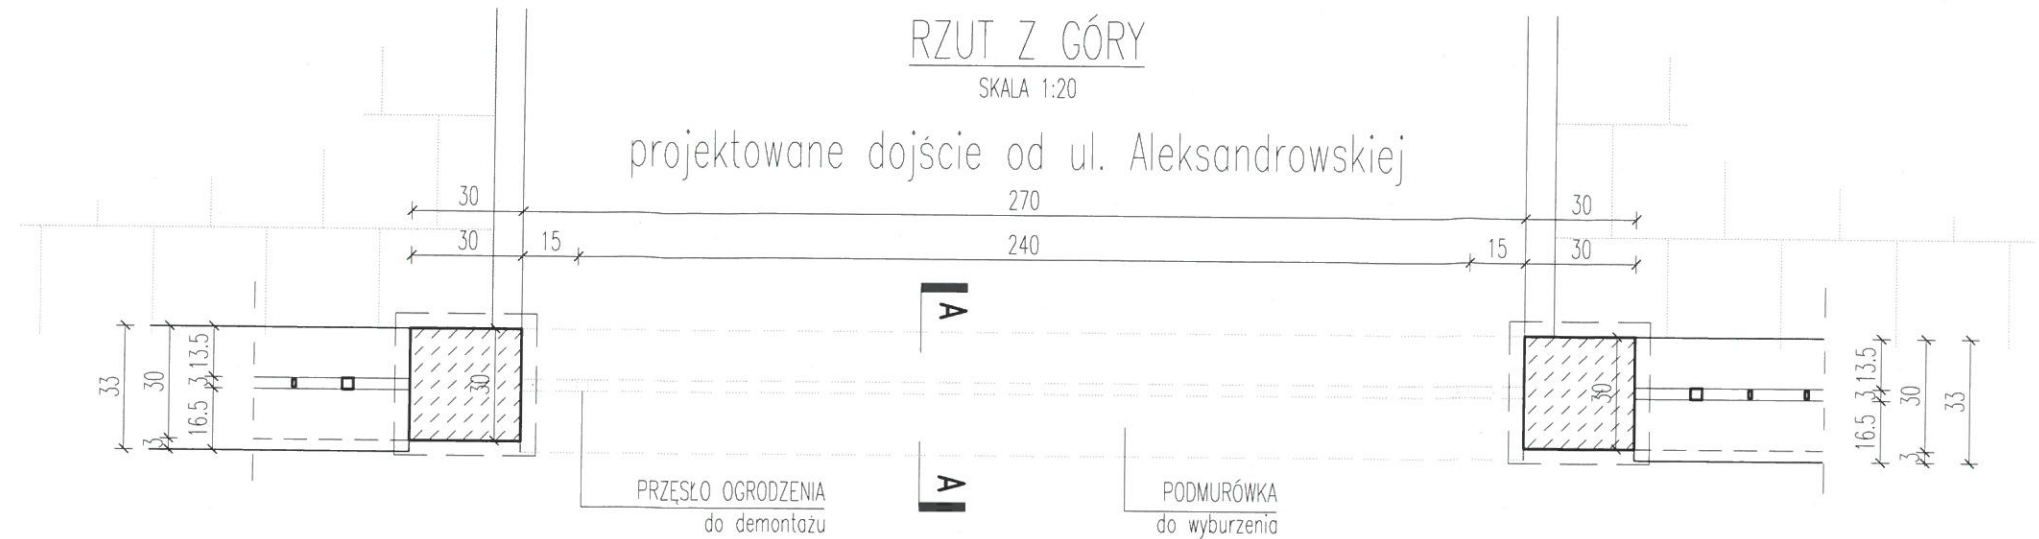 RZUT Z GÓRY
SKALA 1:20
projektowane dojście od ul. Aleksandrowskiej
30 270 30
30 15 240 15 30
A
33 30 13.5 3 16.5 3 30
30 13.5 3 16.5 3 30 33
A
PRZĘSŁO OGRODZENIA
do demontażu
PODMURÓWKA
do wyburzenia